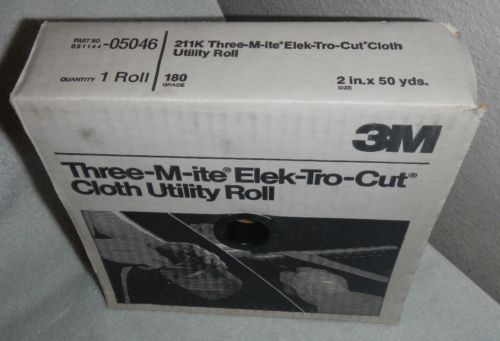 PART NO.
051144-05046
211K Three-M-ite® Elek-Tro-Cut® Cloth
Utility Roll
QUANTITY 1 Roll
180
GRADE
2 in. x 50 yds.
SIZE
3M
Three-M-ite® Elek-Tro-Cut®
Cloth Utility Roll